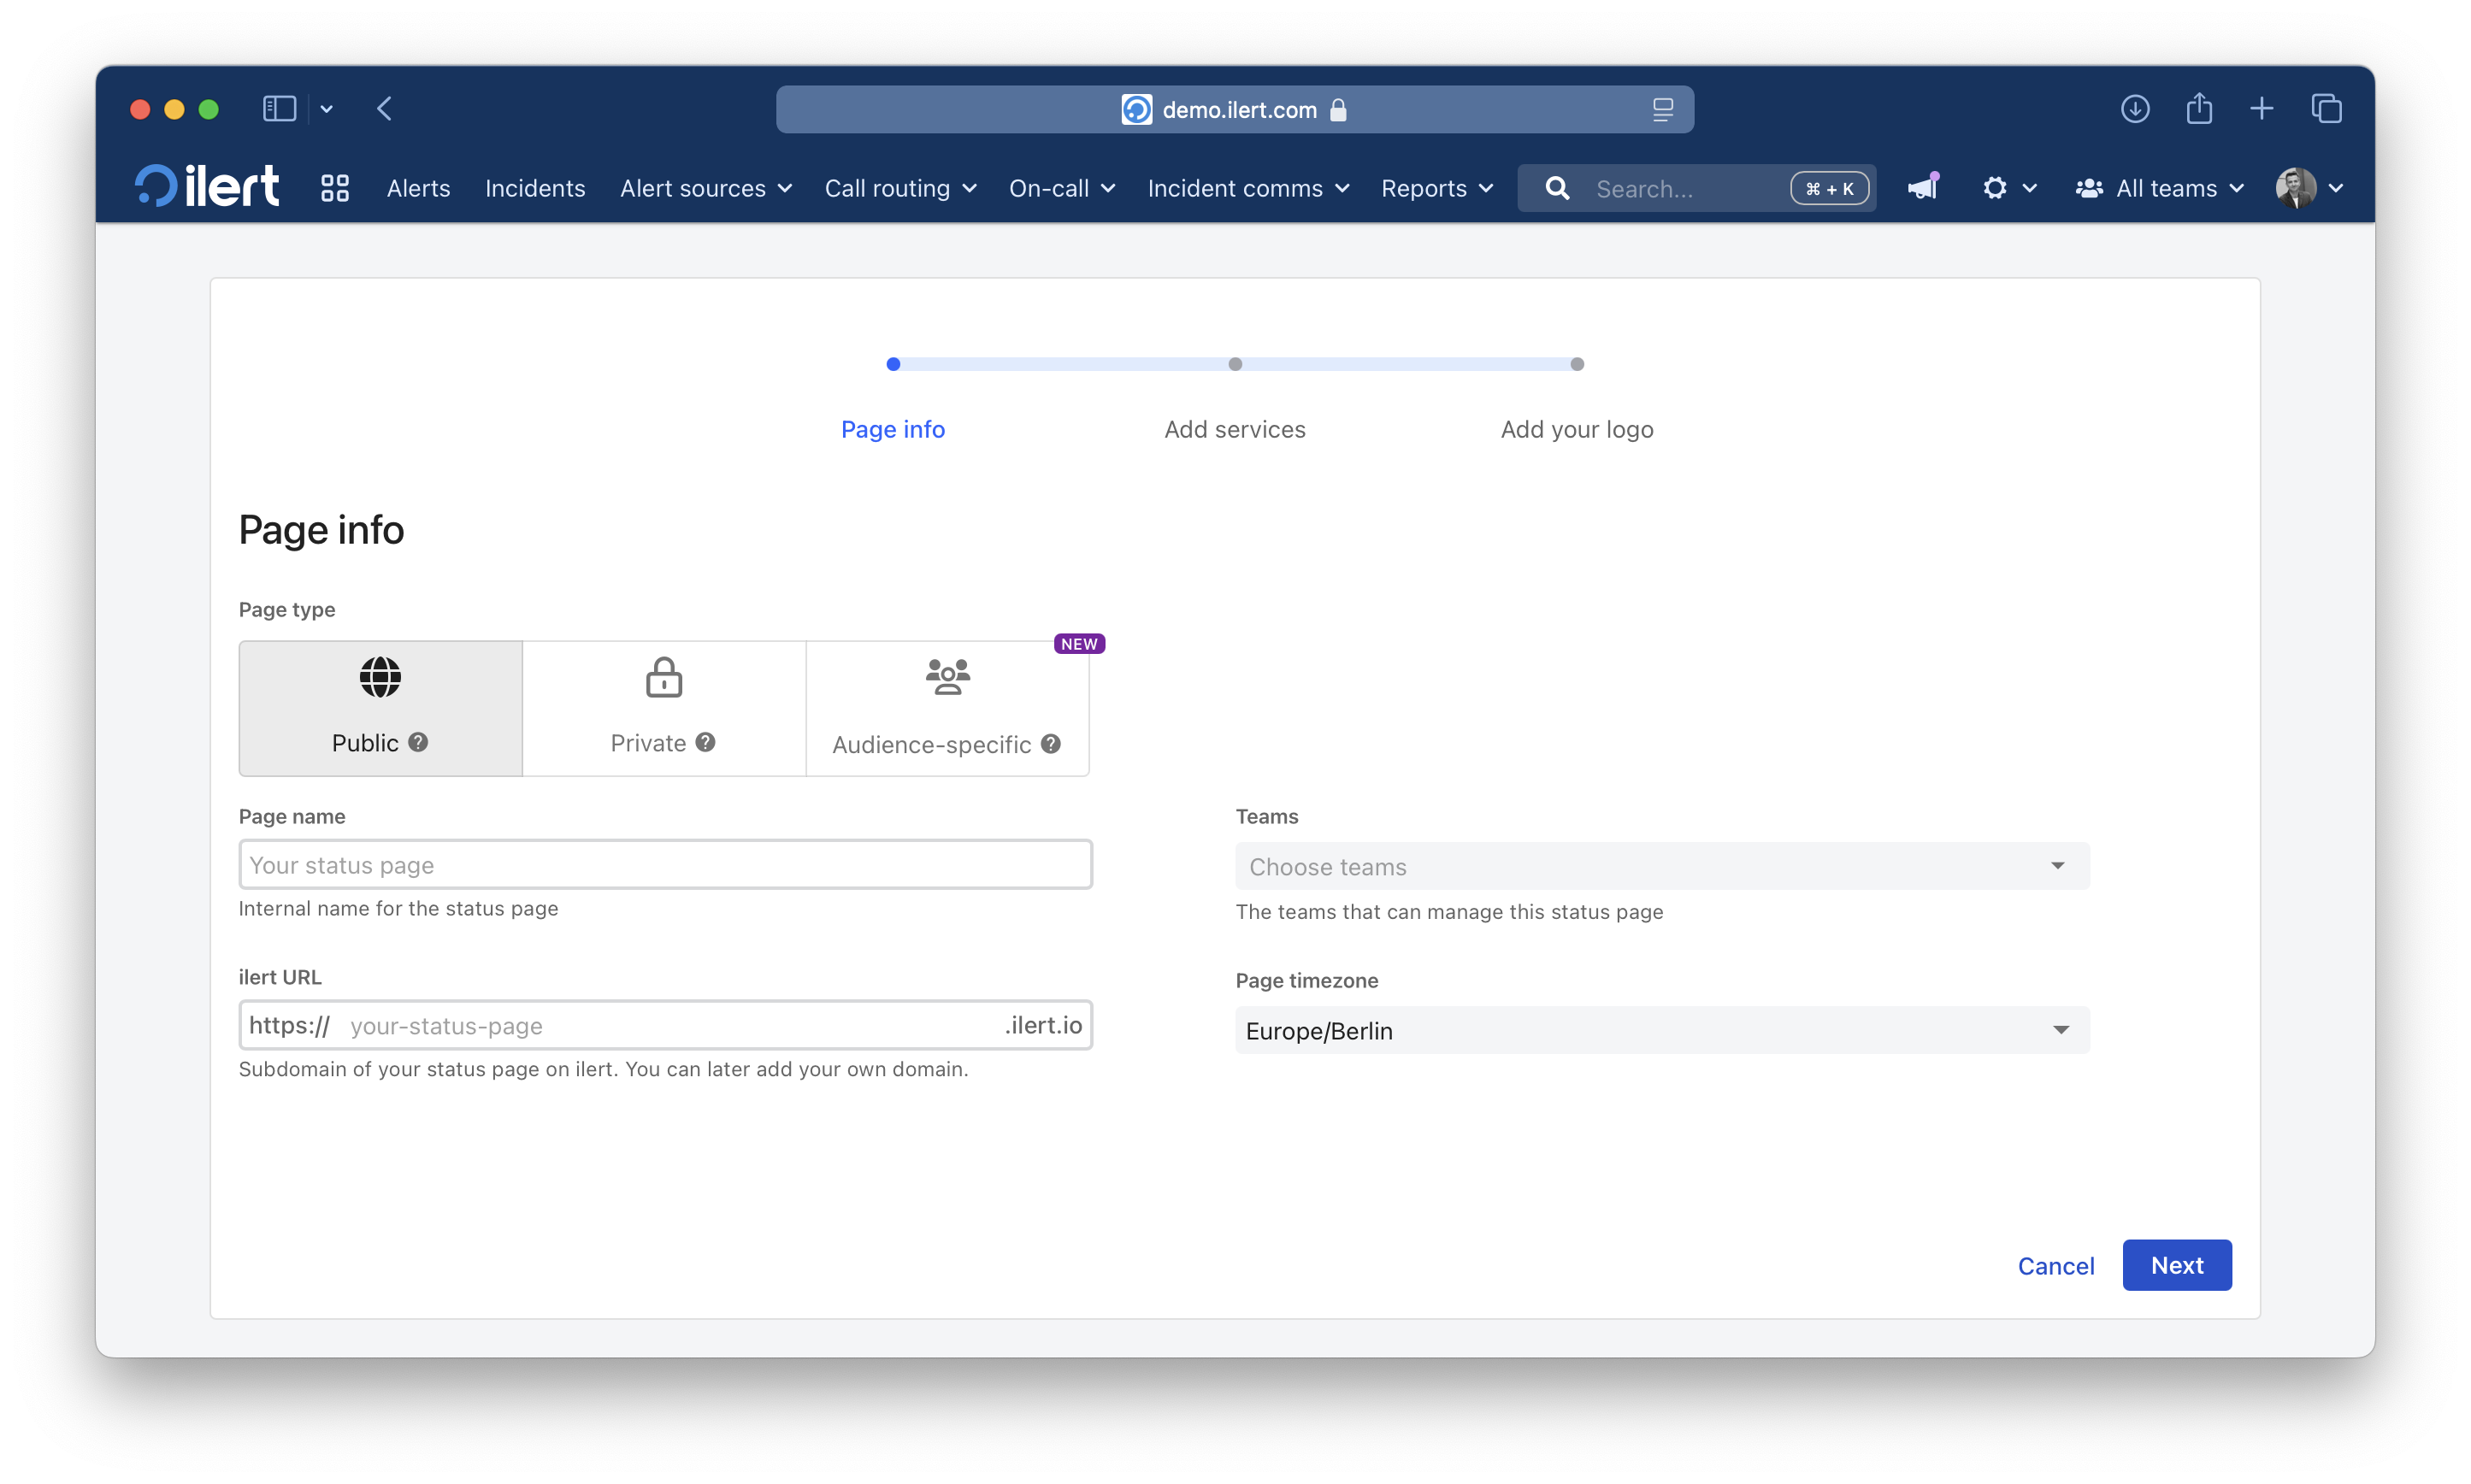 demo.ilert.com
ilert Alerts Incidents Alert sources Call routing On-call Incident comms Reports Search... ⌘ + K All teams
Page info Add services Add your logo
Page info
Page type
NEW
Public ? Private ? Audience-specific ?
Page name
Your status page
Internal name for the status page
Teams
Choose teams
The teams that can manage this status page
ilert URL
https:// your-status-page .ilert.io
Subdomain of your status page on ilert. You can later add your own domain.
Page timezone
Europe/Berlin
Cancel Next